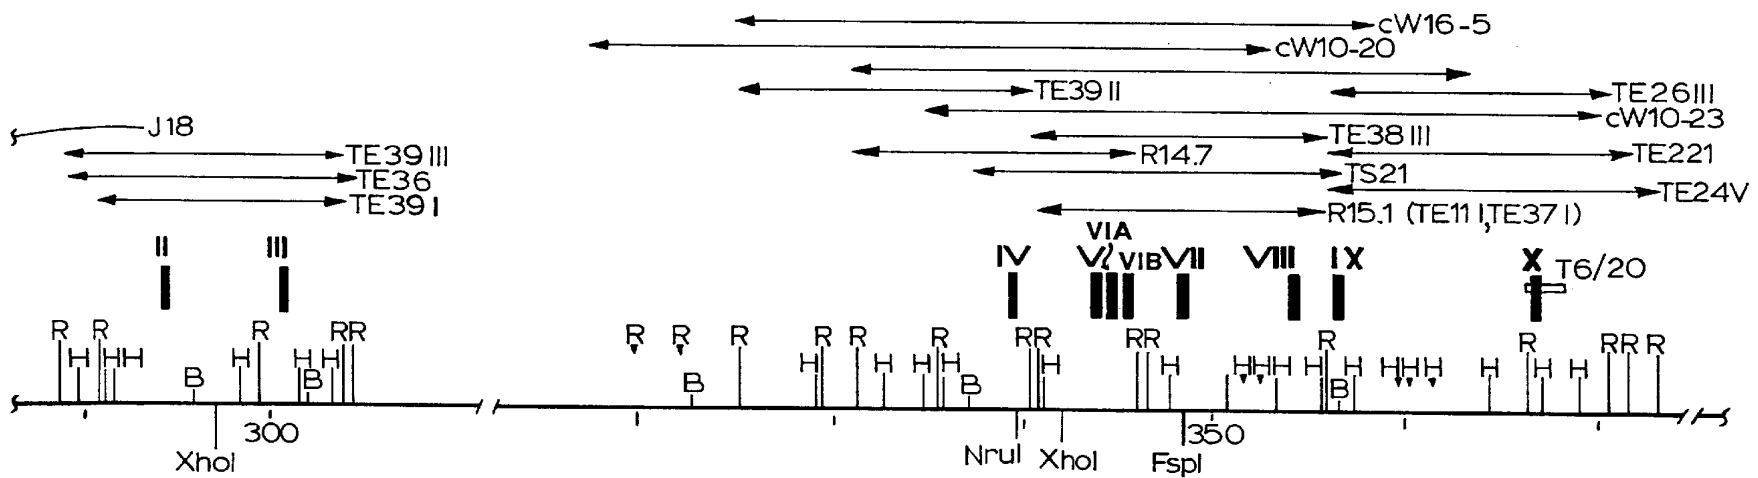 cW16-5
cW10-20
TE39 II
TE26 III
cW10-23
J18
TE38 III
TE39 III
R14.7
TE221
TE36
TS21
TE24V
TE39 I
R15.1 (TE11 I, TE37 I)
II III IV V VIA VIB VII VIII IX X T6/20
R H R H H B H R H B H R R
R R B R H R R H H R H B R R H R R H H H H H R B H H H H H R H H R R R
300 350
XhoI NruI XhoI FspI